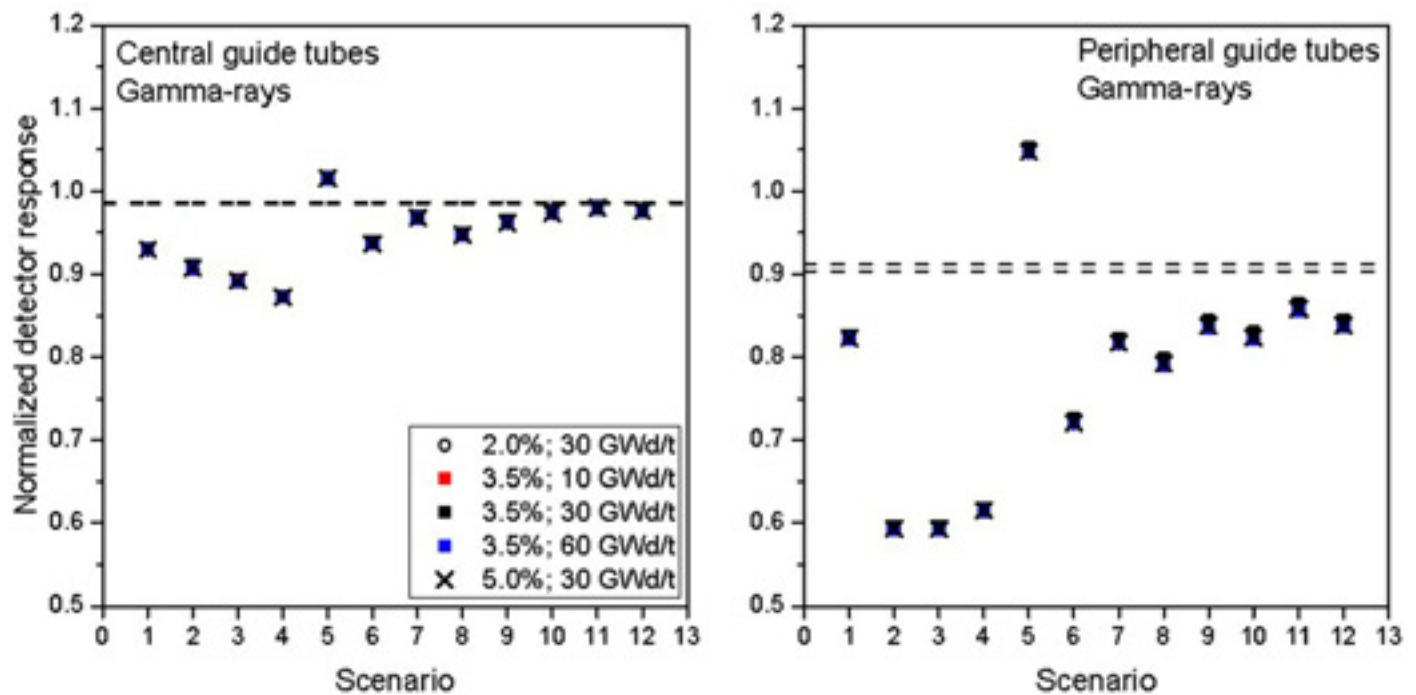 Central guide tubes
Gamma-rays
Normalized detector response
1.2
1.1
1.0
0.9
0.8
0.7
0.6
0.5
2.0%; 30 GWd/t
3.5%; 10 GWd/t
3.5%; 30 GWd/t
3.5%; 60 GWd/t
5.0%; 30 GWd/t
0 1 2 3 4 5 6 7 8 9 10 11 12 13
Scenario
Peripheral guide tubes
Gamma-rays
1.2
1.1
1.0
0.9
0.8
0.7
0.6
0.5
0 1 2 3 4 5 6 7 8 9 10 11 12 13
Scenario